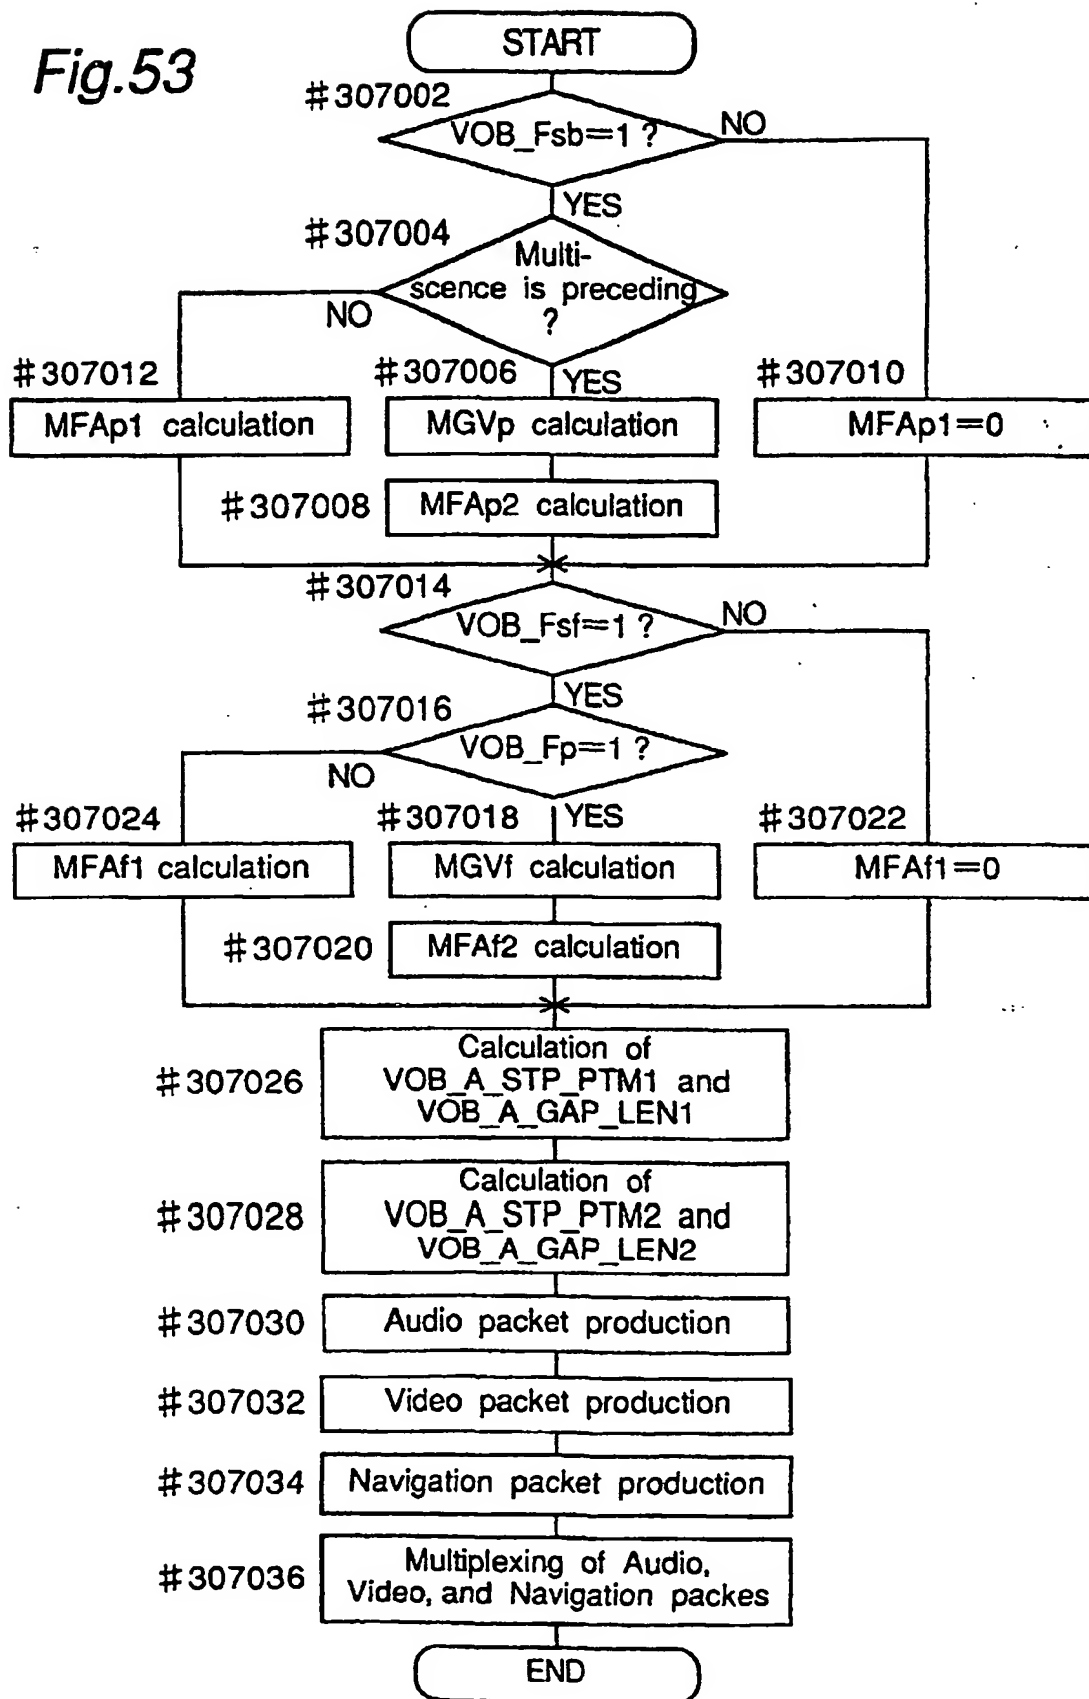 Fig.53
START
#307002
VOB_Fsb=1 ?
NO
YES
#307004
Multi-
scence is preceding
?
NO
YES
#307012
#307006
#307010
MFAp1 calculation
MGVp calculation
MFAp1=0
#307008
MFAp2 calculation
#307014
VOB_Fsf=1 ?
NO
YES
#307016
VOB_Fp=1 ?
NO
YES
#307024
#307018
#307022
MFAf1 calculation
MGVf calculation
MFAf1=0
#307020
MFAf2 calculation
#307026
Calculation of
VOB_A_STP_PTM1 and
VOB_A_GAP_LEN1
#307028
Calculation of
VOB_A_STP_PTM2 and
VOB_A_GAP_LEN2
#307030
Audio packet production
#307032
Video packet production
#307034
Navigation packet production
#307036
Multiplexing of Audio,
Video, and Navigation packes
END